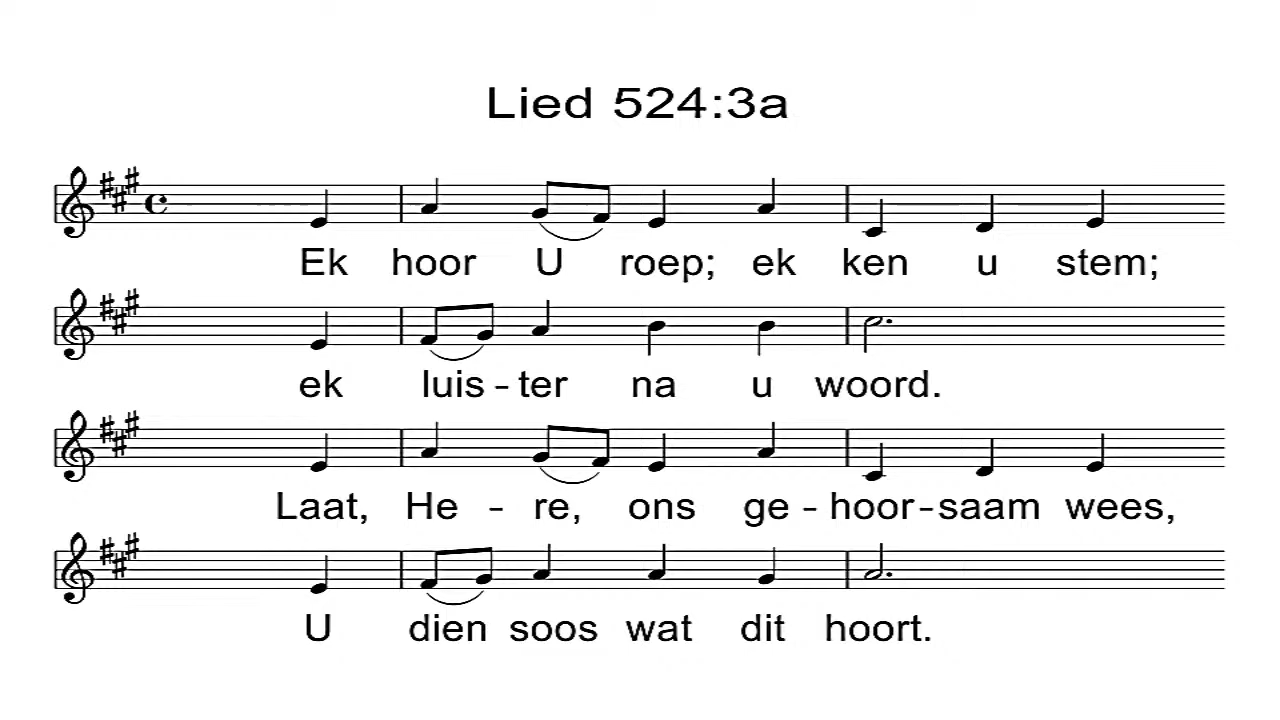 Lied 524:3a
Ek hoor U roep; ek ken u stem;
ek luis-ter na u woord.
Laat, He-re, ons ge-hoor-saam wees,
U dien soos wat dit hoort.